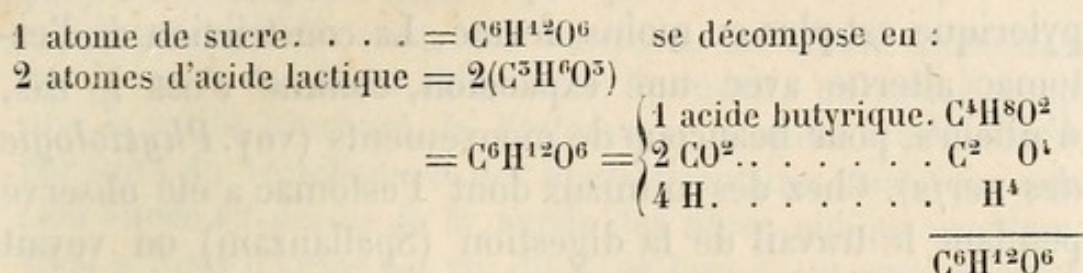 1 atome de sucre. . . . = C⁶H¹²O⁶ se décompose en :
2 atomes d'acide lactique = 2(C³H⁶O³)
1 acide butyrique. C⁴H⁸O²
= C⁶H¹²O⁶ = 2 CO². . . . . . . . C² O⁴
4 H. . . . . . . . H⁴
C⁶H¹²O⁶